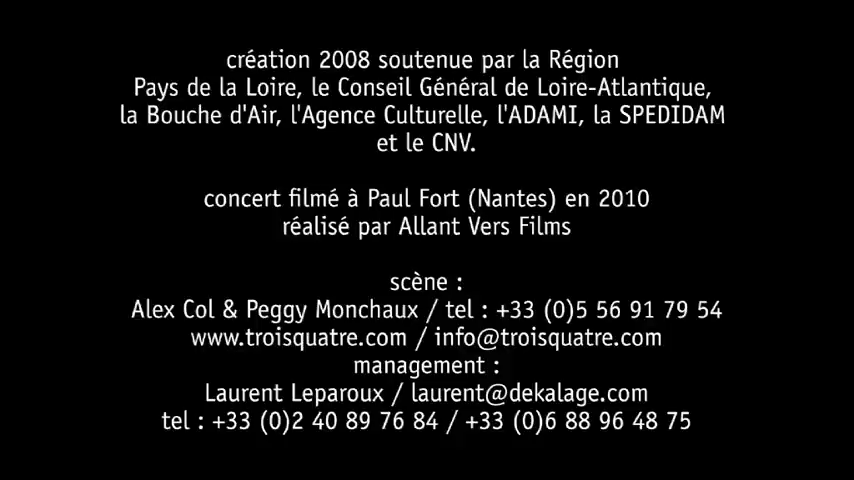 création 2008 soutenue par la Région
Pays de la Loire, le Conseil Général de Loire-Atlantique,
la Bouche d'Air, l'Agence Culturelle, l'ADAMI, la SPEDIDAM
et le CNV.
concert filmé à Paul Fort (Nantes) en 2010
réalisé par Allant Vers Films
scène :
Alex Col & Peggy Monchaux / tel : +33 (0)5 56 91 79 54
www.troisquatre.com / info@troisquatre.com
management :
Laurent Leparoux / laurent@dekalage.com
tel : +33 (0)2 40 89 76 84 / +33 (0)6 88 96 48 75